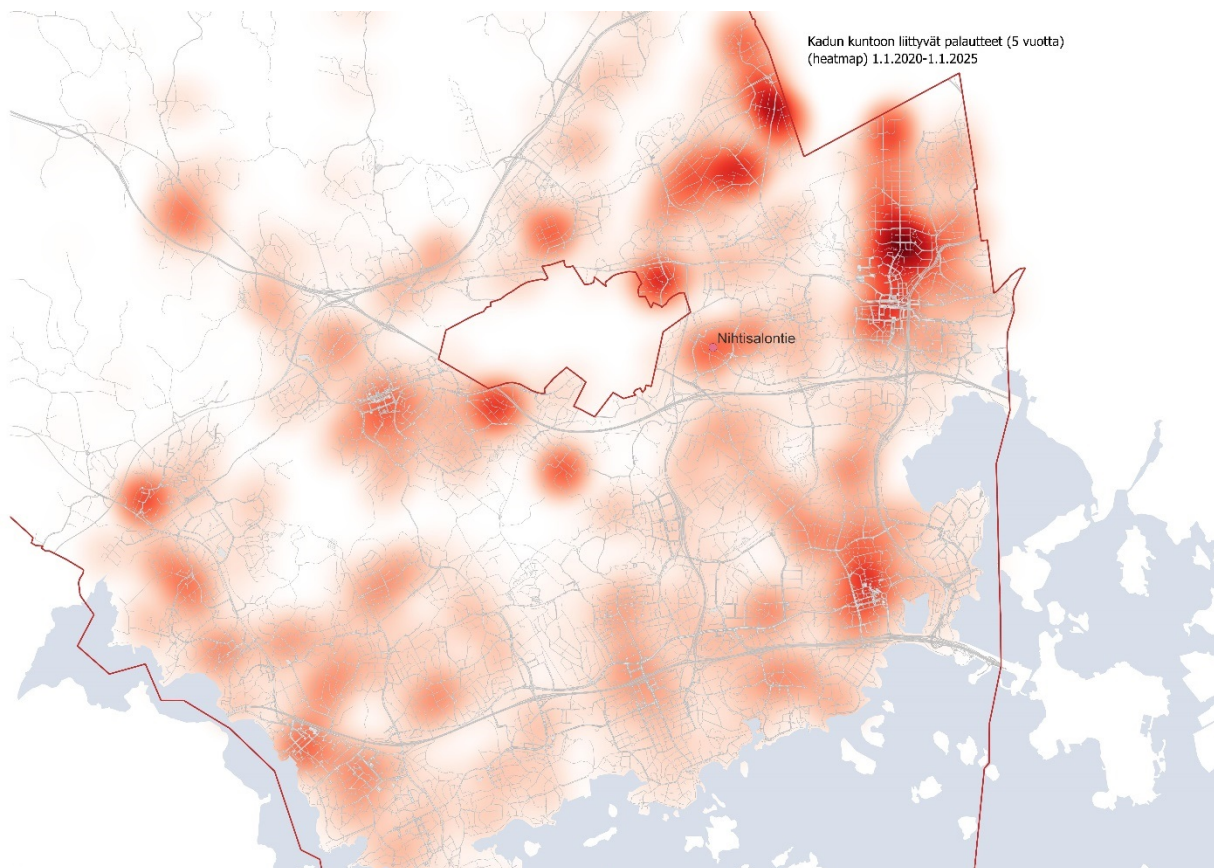 Kadun kuntoon liittyvät palautteet (5 vuotta)
(heatmap) 1.1.2020-1.1.2025
Nihtisalontie